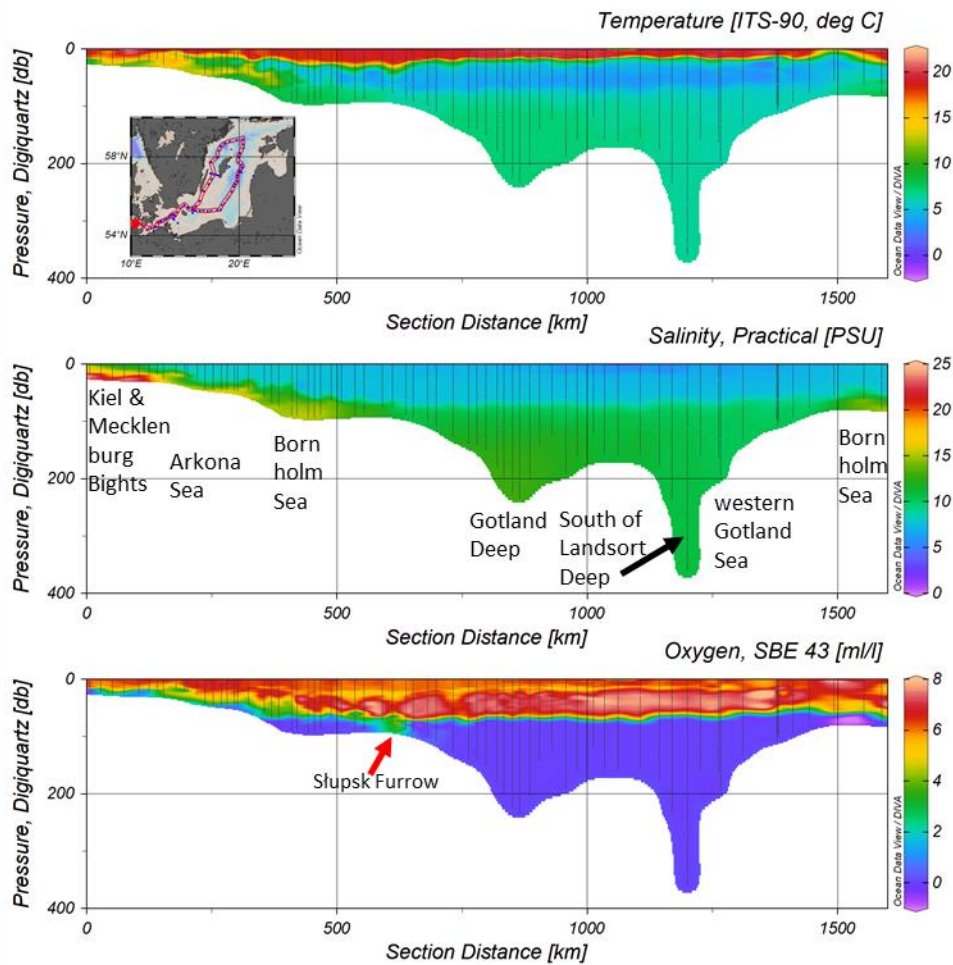 Temperature [ITS-90, deg C]
Pressure, Digiquartz [db]
0
200
400
58°N
54°N
10°E
20°E
Ocean Data View / DIVA
0
500
1000
1500
Section Distance [km]
20
15
10
5
0
Ocean Data View / DIVA
Salinity, Practical [PSU]
Pressure, Digiquartz [db]
0
200
400
Kiel &
Mecklen
burg
Bights
Arkona
Sea
Born
holm
Sea
Gotland
Deep
South of
Landsort
Deep
western
Gotland
Sea
Born
holm
Sea
0
500
1000
1500
Section Distance [km]
25
20
15
10
5
0
Ocean Data View / DIVA
Oxygen, SBE 43 [ml/l]
Pressure, Digiquartz [db]
0
200
400
Słupsk Furrow
0
500
1000
1500
Section Distance [km]
8
6
4
2
0
Ocean Data View / DIVA